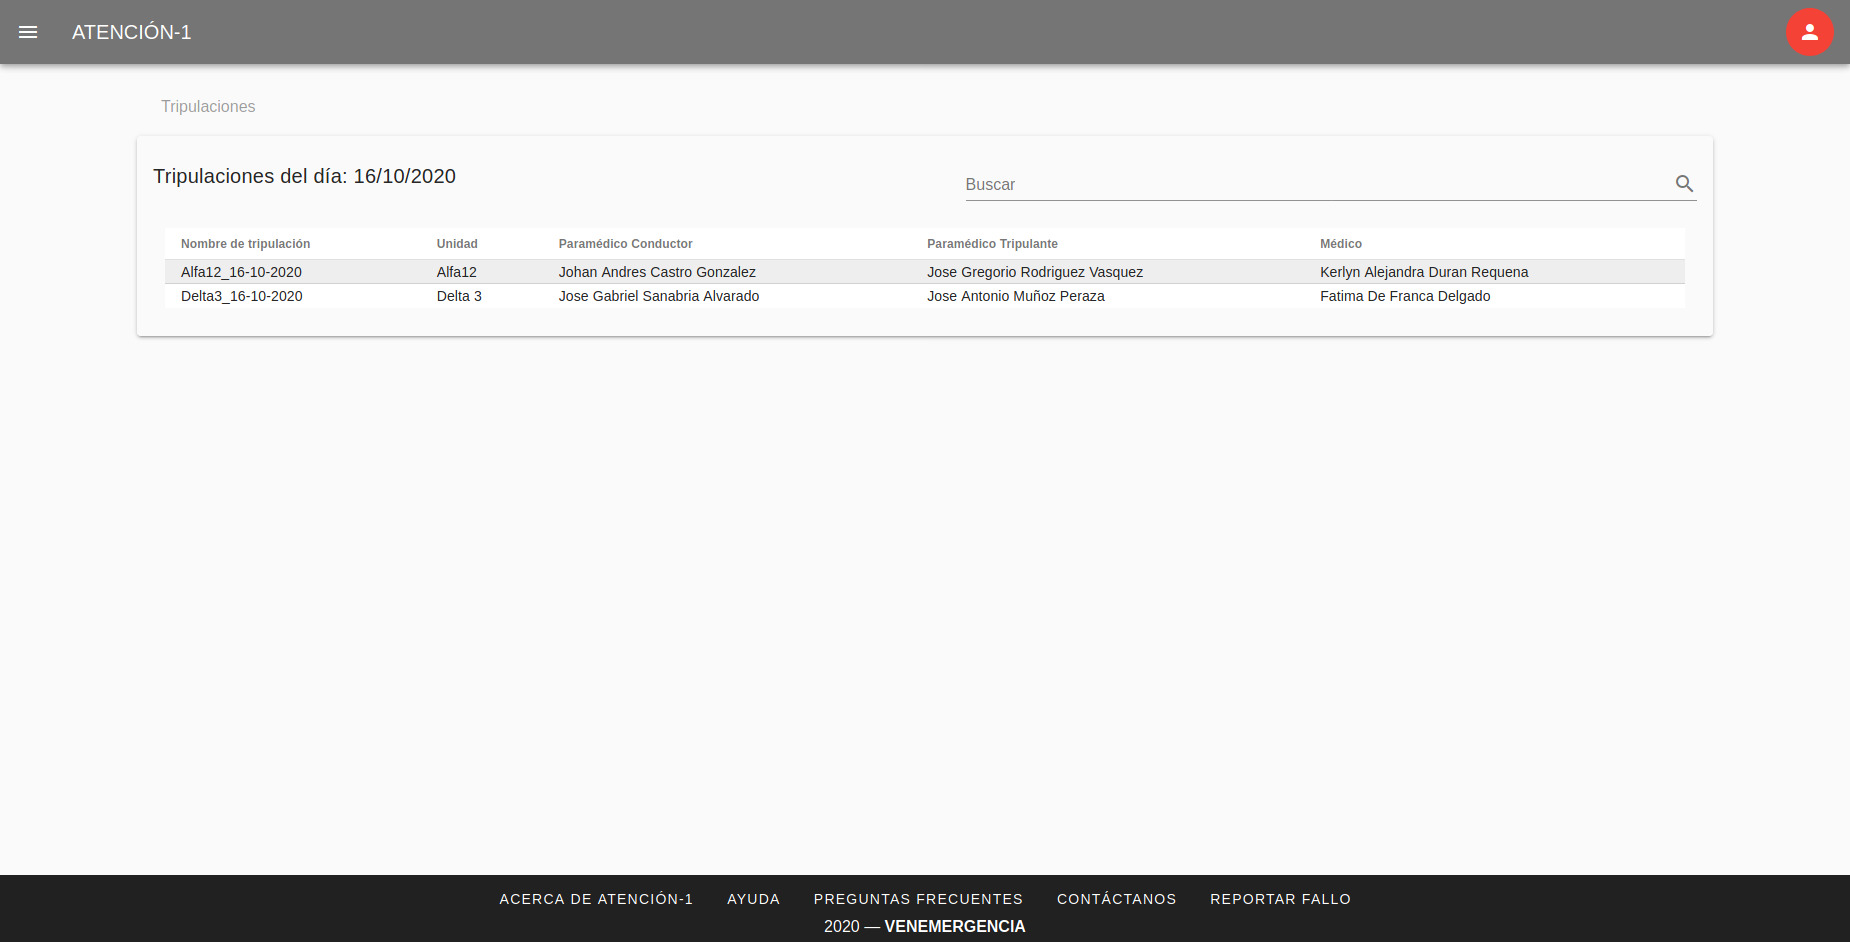 ATENCIÓN-1
Tripulaciones
Tripulaciones del día: 16/10/2020
Buscar
Nombre de tripulación Unidad Paramédico Conductor Paramédico Tripulante Médico
Alfa12_16-10-2020 Alfa12 Johan Andres Castro Gonzalez Jose Gregorio Rodriguez Vasquez Kerlyn Alejandra Duran Requena
Delta3_16-10-2020 Delta 3 Jose Gabriel Sanabria Alvarado Jose Antonio Muñoz Peraza Fatima De Franca Delgado
ACERCA DE ATENCIÓN-1 AYUDA PREGUNTAS FRECUENTES CONTÁCTANOS REPORTAR FALLO
2020 — VENEMERGENCIA